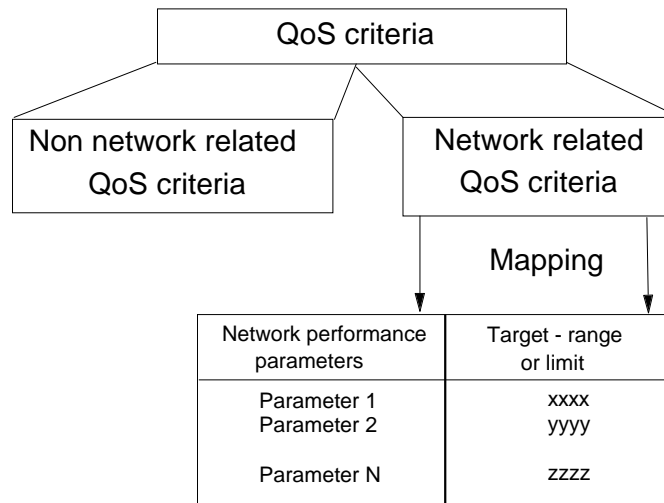 QoS criteria
Non network related
QoS criteria
Network related
QoS criteria
Mapping
Network performance
parameters
Target - range
or limit
Parameter 1 xxxx
Parameter 2 yyyy
Parameter N zzzz